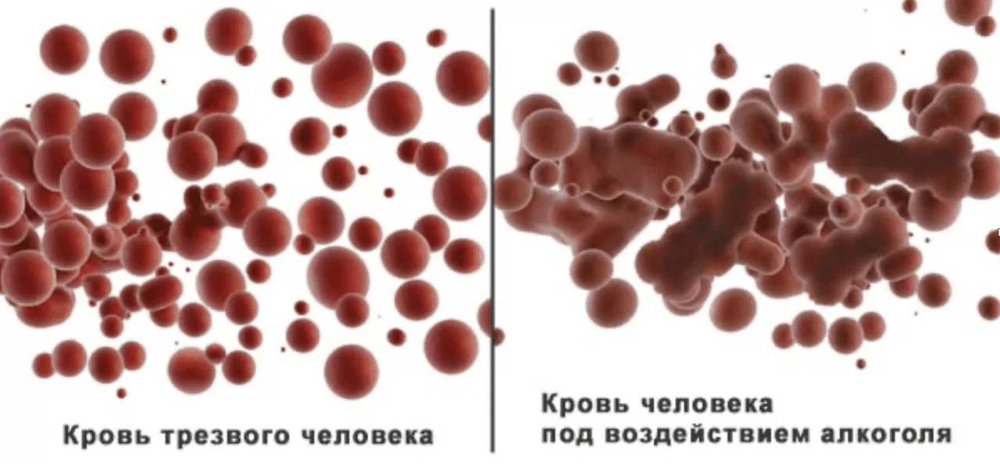 Кровь трезвого человека
Кровь человека
под воздействием алкоголя